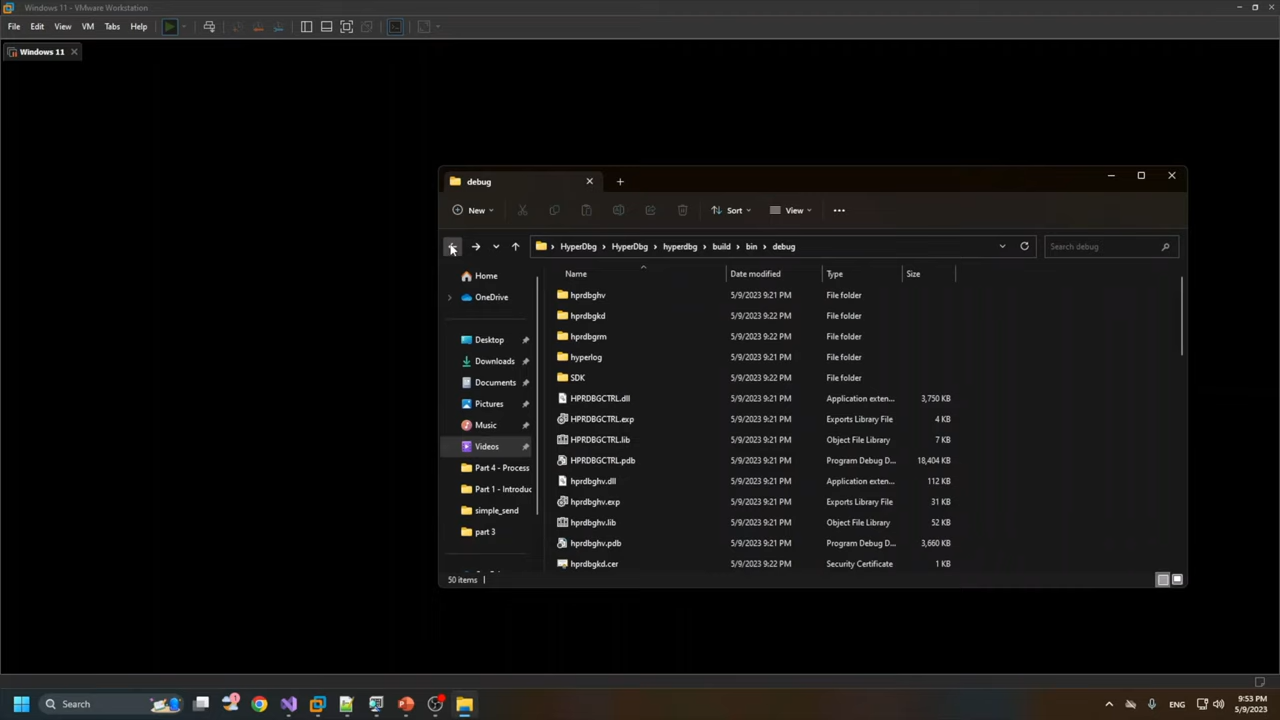 Windows 11 - VMware Workstation
File Edit View VM Tabs Help
Windows 11
debug
New Sort View
HyperDbg > HyperDbg > hyperdbg > build > bin > debug
Search debug
Name Date modified Type Size
Home
OneDrive
Desktop
Downloads
Documents
Pictures
Music
Videos
Part 4 - Process
Part 1 - Introduc
simple_send
part 3
hprdbghv 5/9/2023 9:21 PM File folder
hprdbgkd 5/9/2023 9:22 PM File folder
hprdbgrm 5/9/2023 9:22 PM File folder
hyperlog 5/9/2023 9:21 PM File folder
SDK 5/9/2023 9:22 PM File folder
HPRDBGCTRL.dll 5/9/2023 9:21 PM Application exten... 3,750 KB
HPRDBGCTRL.exp 5/9/2023 9:21 PM Exports Library File 4 KB
HPRDBGCTRL.lib 5/9/2023 9:21 PM Object File Library 7 KB
HPRDBGCTRL.pdb 5/9/2023 9:21 PM Program Debug D... 18,404 KB
hprdbghv.dll 5/9/2023 9:21 PM Application exten... 112 KB
hprdbghv.exp 5/9/2023 9:21 PM Exports Library File 31 KB
hprdbghv.lib 5/9/2023 9:21 PM Object File Library 52 KB
hprdbghv.pdb 5/9/2023 9:21 PM Program Debug D... 3,660 KB
hprdbgkd.cer 5/9/2023 9:22 PM Security Certificate 1 KB
50 items
Search
ENG
9:53 PM
5/9/2023